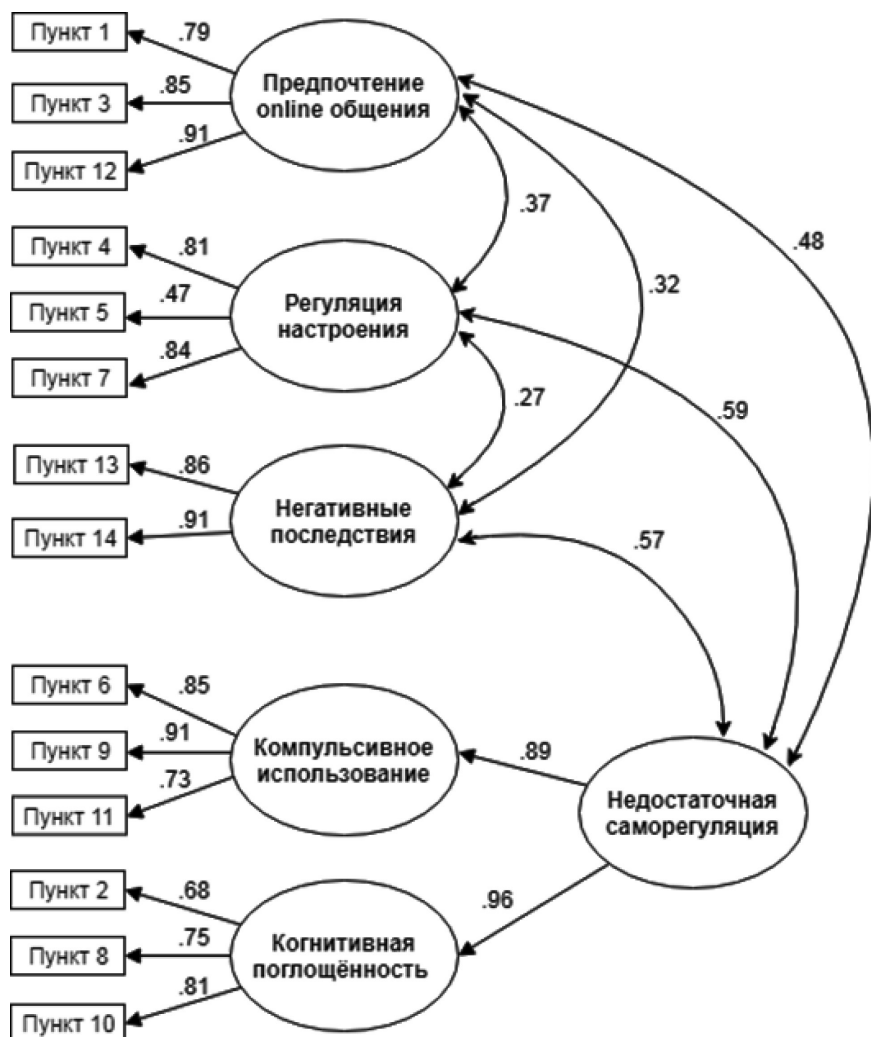 Пункт 1
.79
Предпочтение
online общения
Пункт 3
.85
Пункт 12
.91
.37
.48
Пункт 4
.81
Регуляция
настроения
.32
Пункт 5
.47
Пункт 7
.84
.27
.59
Пункт 13
.86
Негативные
последствия
Пункт 14
.91
.57
Пункт 6
.85
Компульсивное
использование
.89
Пункт 9
.91
Пункт 11
.73
Недостаточная
саморегуляция
Пункт 2
.68
.96
Когнитивная
поглощённость
Пункт 8
.75
Пункт 10
.81